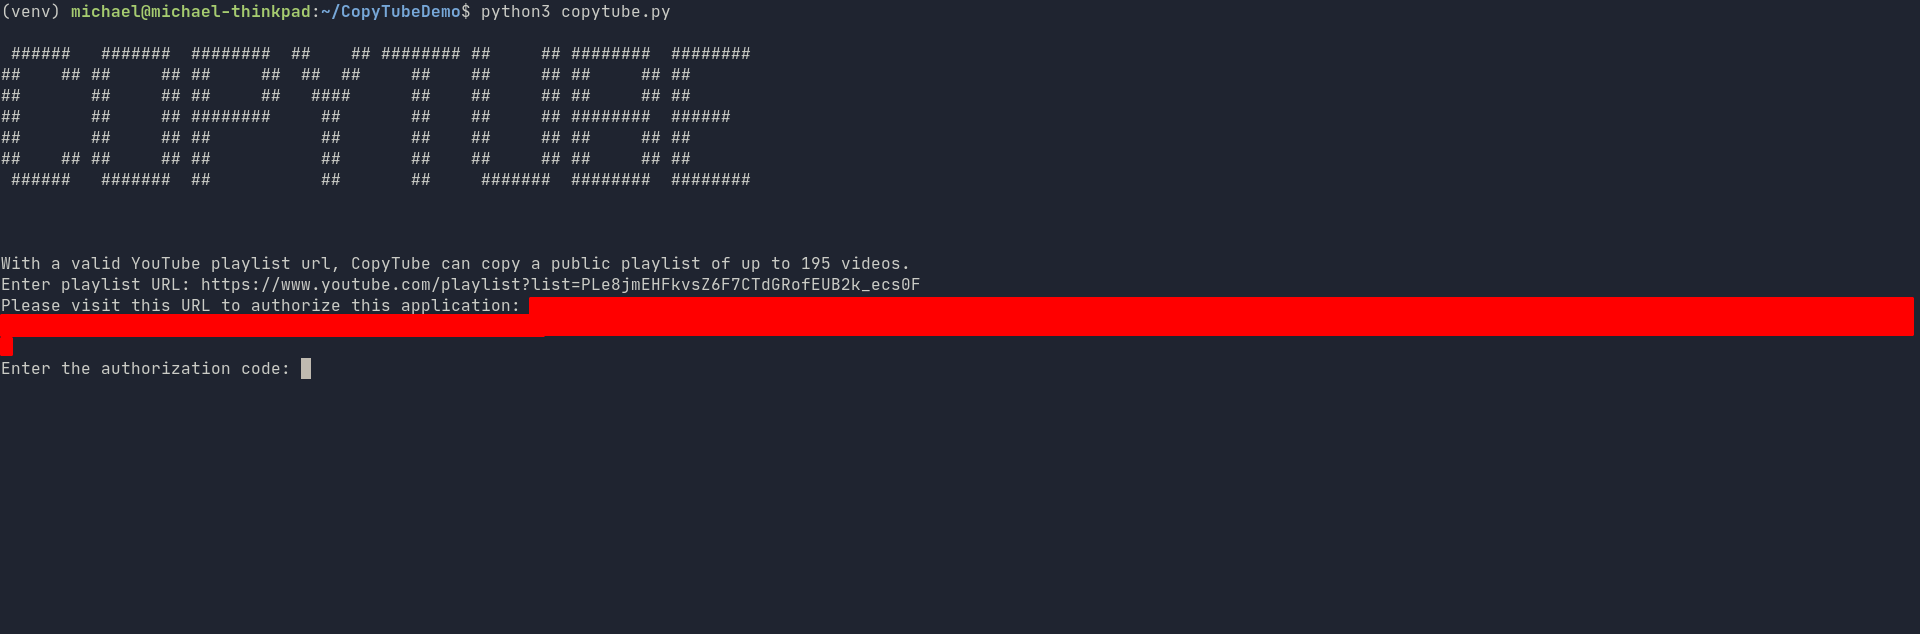 (venv) michael@michael-thinkpad:~/CopyTubeDemo$ python3 copytube.py
 ######   #######  ########  ##    ## ######## ##     ## ########  ########
##    ## ##     ## ##     ##  ##  ##     ##    ##     ## ##     ## ##
##       ##     ## ##     ##   ####      ##    ##     ## ##     ## ##
##       ##     ## ########     ##       ##    ##     ## ########  ######
##       ##     ## ##           ##       ##    ##     ## ##     ## ##
##    ## ##     ## ##           ##       ##    ##     ## ##     ## ##
 ######   #######  ##           ##       ##     #######  ########  ########
With a valid YouTube playlist url, CopyTube can copy a public playlist of up to 195 videos.
Enter playlist URL: https://www.youtube.com/playlist?list=PLe8jmEHFkvsZ6F7CTdGRofEUB2k_ecs0F
Please visit this URL to authorize this application:
Enter the authorization code: